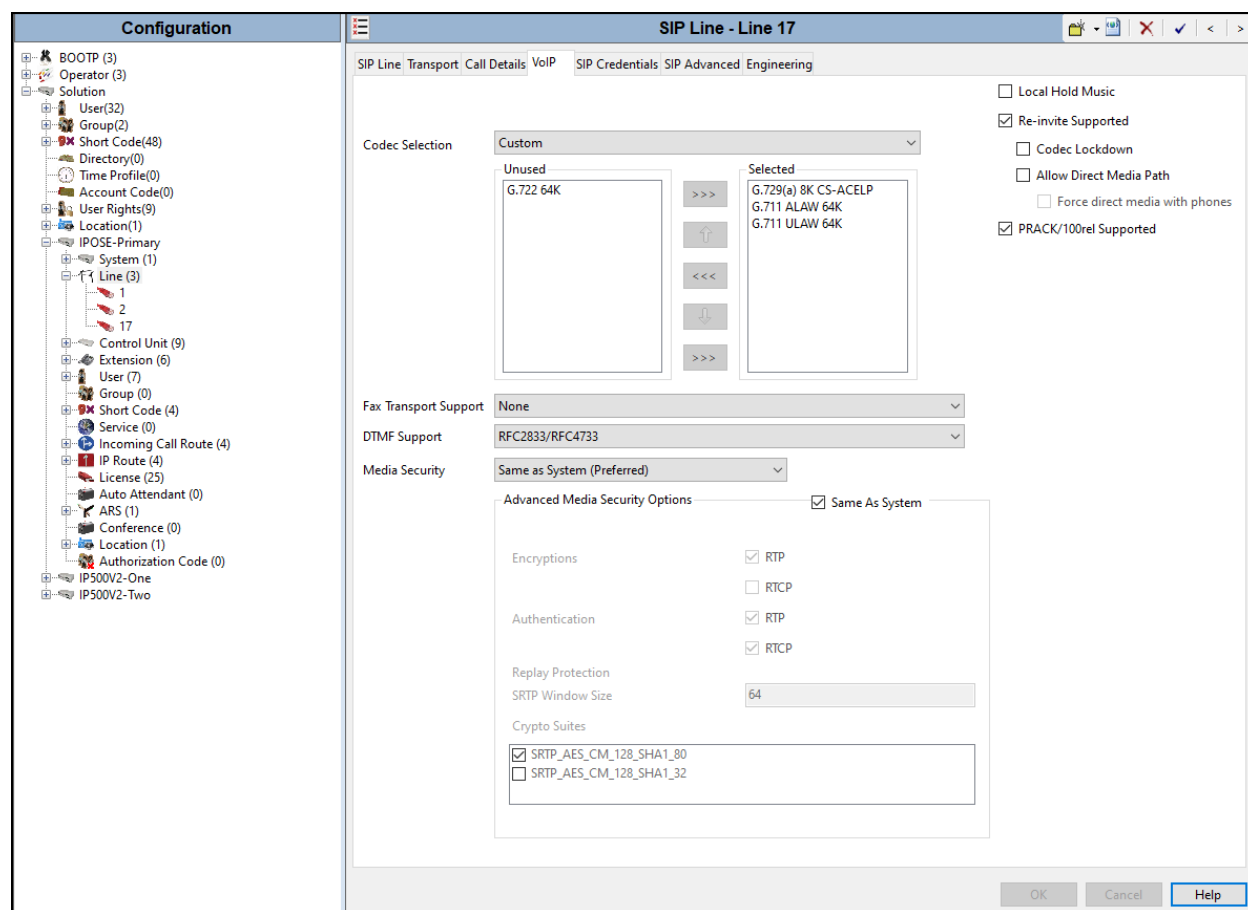 Configuration
BOOTP (3)
Operator (3)
Solution
User(32)
Group(2)
Short Code(48)
Directory(0)
Time Profile(0)
Account Code(0)
User Rights(9)
Location(1)
IPOSE-Primary
System (1)
Line (3)
1
2
17
Control Unit (9)
Extension (6)
User (7)
Group (0)
Short Code (4)
Service (0)
Incoming Call Route (4)
IP Route (4)
License (25)
Auto Attendant (0)
ARS (1)
Conference (0)
Location (1)
Authorization Code (0)
IP500V2-One
IP500V2-Two
SIP Line - Line 17
SIP Line Transport Call Details VoIP SIP Credentials SIP Advanced Engineering
Local Hold Music
Re-invite Supported
Codec Lockdown
Allow Direct Media Path
Force direct media with phones
PRACK/100rel Supported
Codec Selection Custom
Unused
G.722 64K
>>>
<<<
>>>
Selected
G.729(a) 8K CS-ACELP
G.711 ALAW 64K
G.711 ULAW 64K
Fax Transport Support None
DTMF Support RFC2833/RFC4733
Media Security Same as System (Preferred)
Advanced Media Security Options Same As System
Encryptions RTP
RTCP
Authentication RTP
RTCP
Replay Protection
SRTP Window Size 64
Crypto Suites
SRTP_AES_CM_128_SHA1_80
SRTP_AES_CM_128_SHA1_32
OK Cancel Help